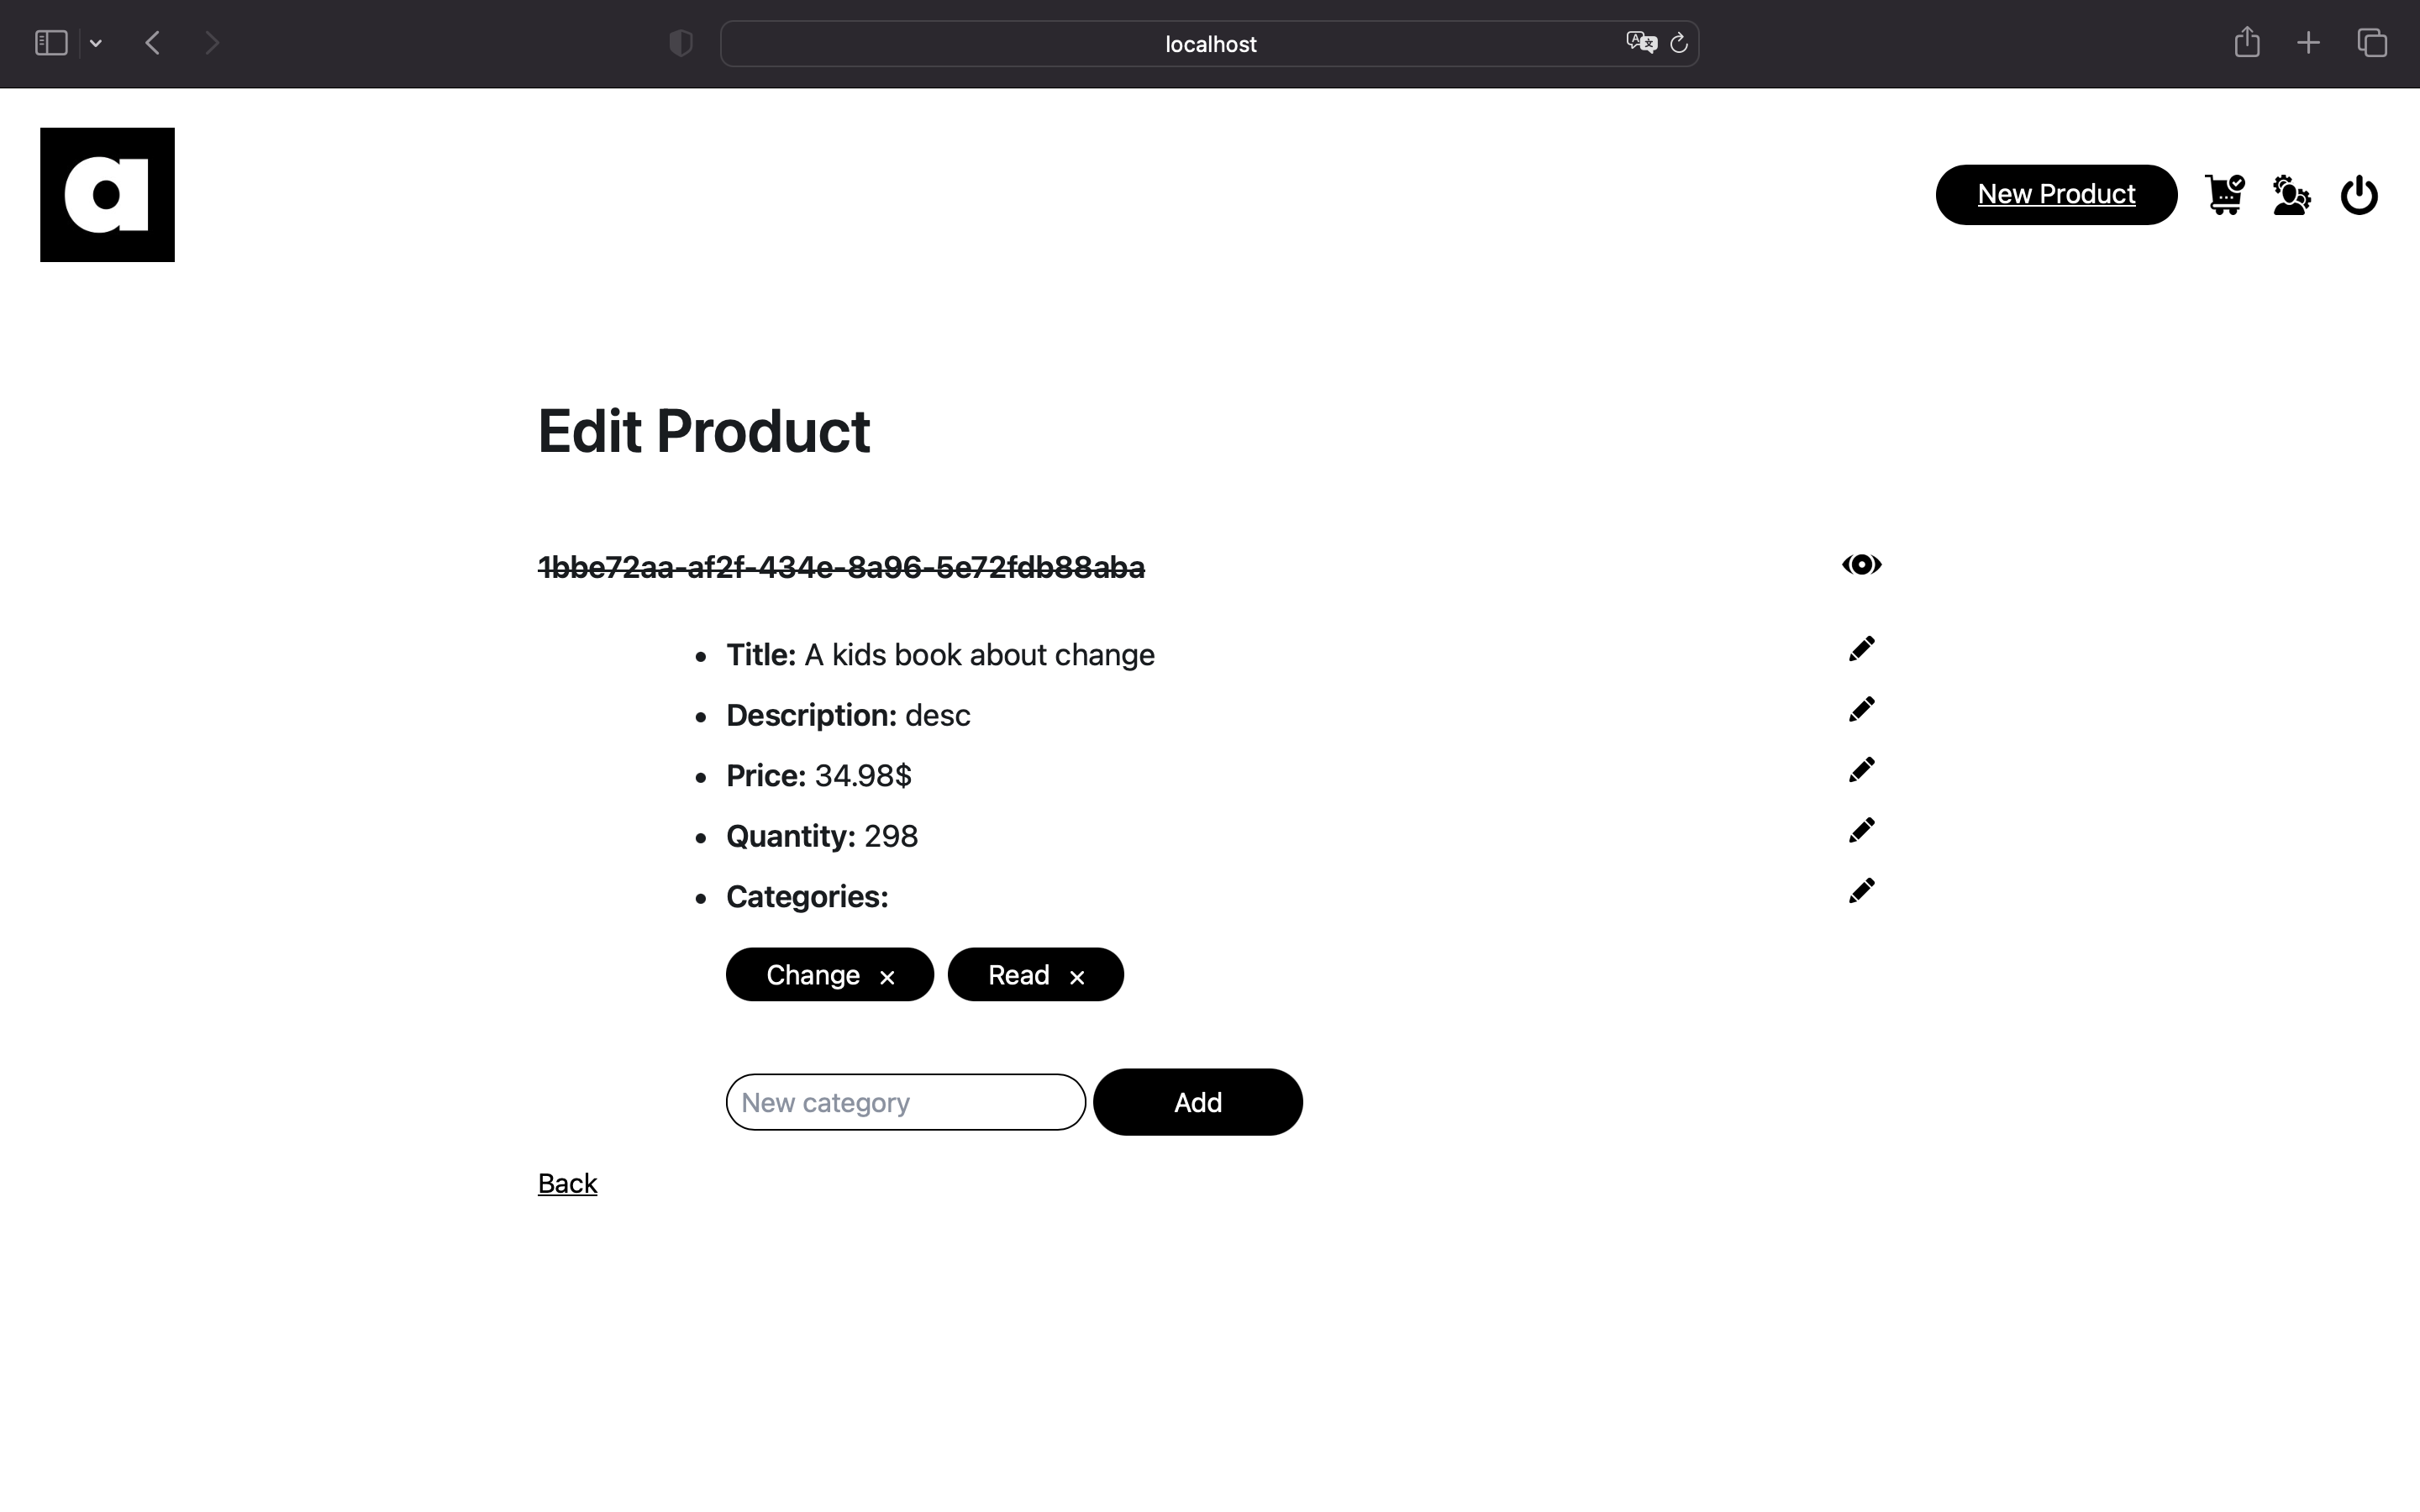 localhost
a
New Product
Edit Product
1bbe72aa-af2f-434e-8a96-5e72fdb88aba
Title: A kids book about change
Description: desc
Price: 34.98$
Quantity: 298
Categories:
Change × Read ×
New category Add
Back